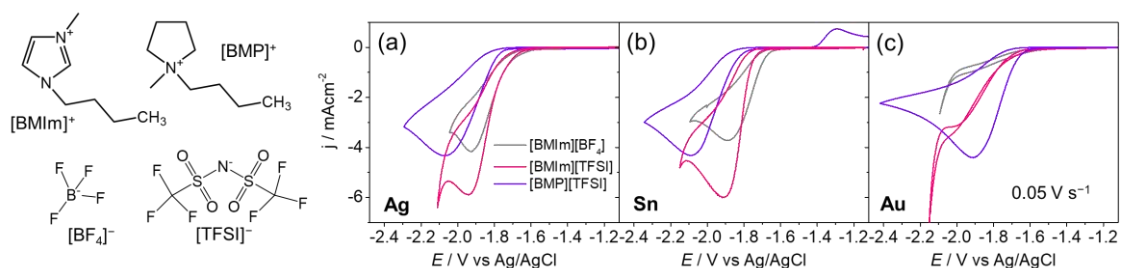 N⁺
N
[BMIm]⁺
CH₃
N⁺
[BMP]⁺
CH₃
F
F
B⁻
F
F
[BF₄]⁻
O
O
N⁻
S
S
O
O
F
F
F
F
F
F
[TFSI]⁻
(a)
(b)
(c)
j / mAcm⁻²
0
-2
-4
-6
[BMIm][BF₄]
[BMIm][TFSI]
[BMP][TFSI]
0.05 V s⁻¹
Ag
Sn
Au
-2.4 -2.0 -1.8 -1.6 -1.4 -1.2
-2.4 -2.2 -2.0 -1.8 -1.6 -1.4 -1.2
-2.4 -2.2 -2.0 -1.8 -1.6 -1.4 -1.2
E / V vs Ag/AgCl
E / V vs Ag/AgCl
E / V vs Ag/AgCl